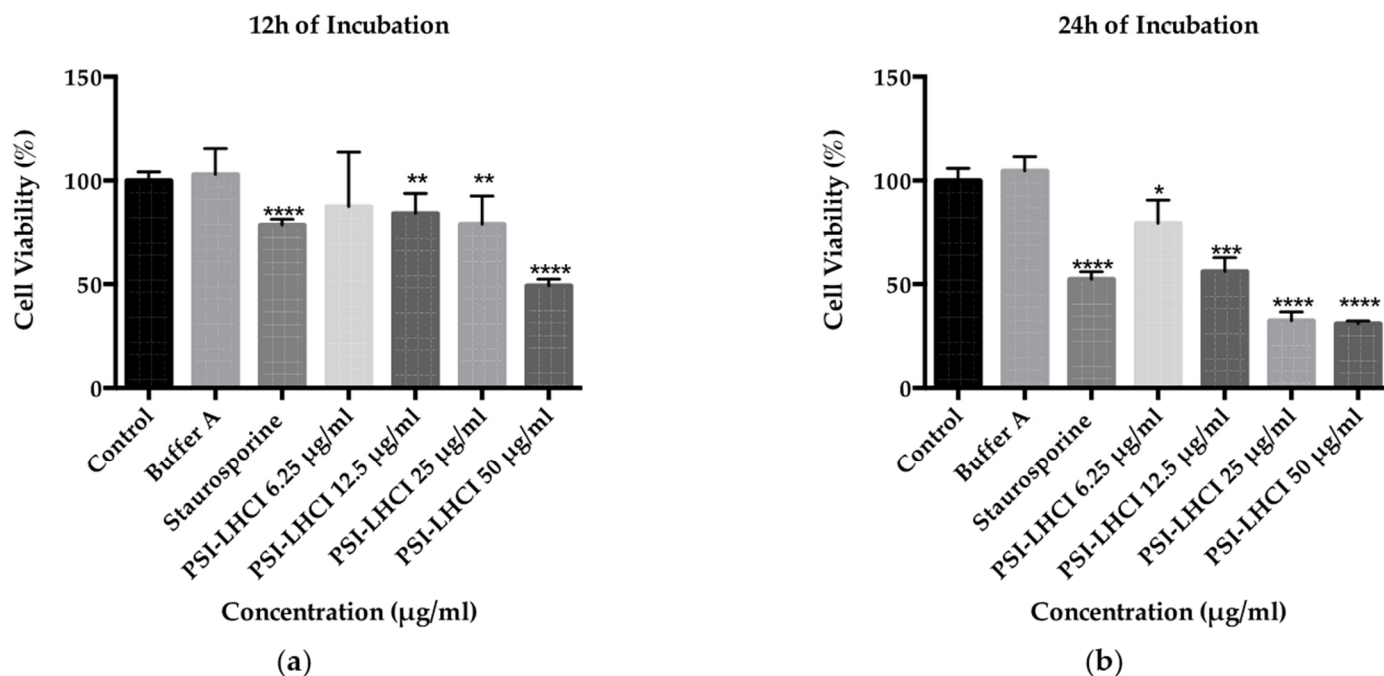 12h of Incubation
150
100
50
0
Cell Viability (%)
****
**
**
****
Control
Buffer A
Staurosporine
PSI-LHCI 6.25 µg/ml
PSI-LHCI 12.5 µg/ml
PSI-LHCI 25 µg/ml
PSI-LHCI 50 µg/ml
Concentration (µg/ml)
(a)
24h of Incubation
150
100
50
0
Cell Viability (%)
****
*
***
****
****
Control
Buffer A
Staurosporine
PSI-LHCI 6.25 µg/ml
PSI-LHCI 12.5 µg/ml
PSI-LHCI 25 µg/ml
PSI-LHCI 50 µg/ml
Concentration (µg/ml)
(b)